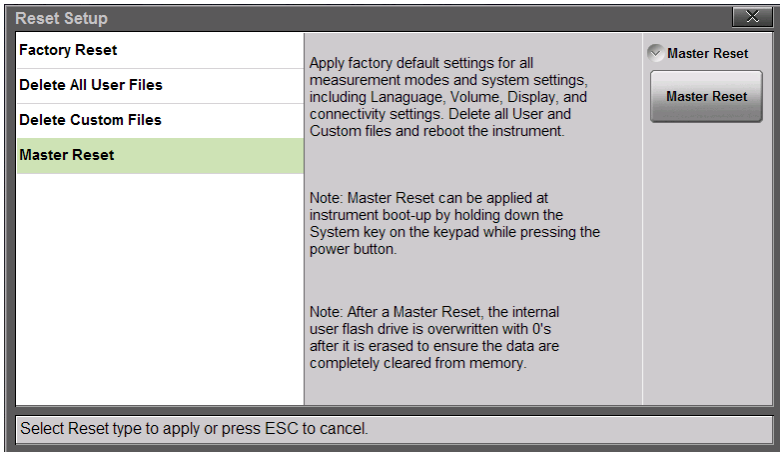 Reset Setup
Factory Reset
Delete All User Files
Delete Custom Files
Master Reset
Apply factory default settings for all
measurement modes and system settings,
including Lanaguage, Volume, Display, and
connectivity settings. Delete all User and
Custom files and reboot the instrument.
Note: Master Reset can be applied at
instrument boot-up by holding down the
System key on the keypad while pressing the
power button.
Note: After a Master Reset, the internal
user flash drive is overwritten with 0's
after it is erased to ensure the data are
completely cleared from memory.
Master Reset
Master Reset
Select Reset type to apply or press ESC to cancel.